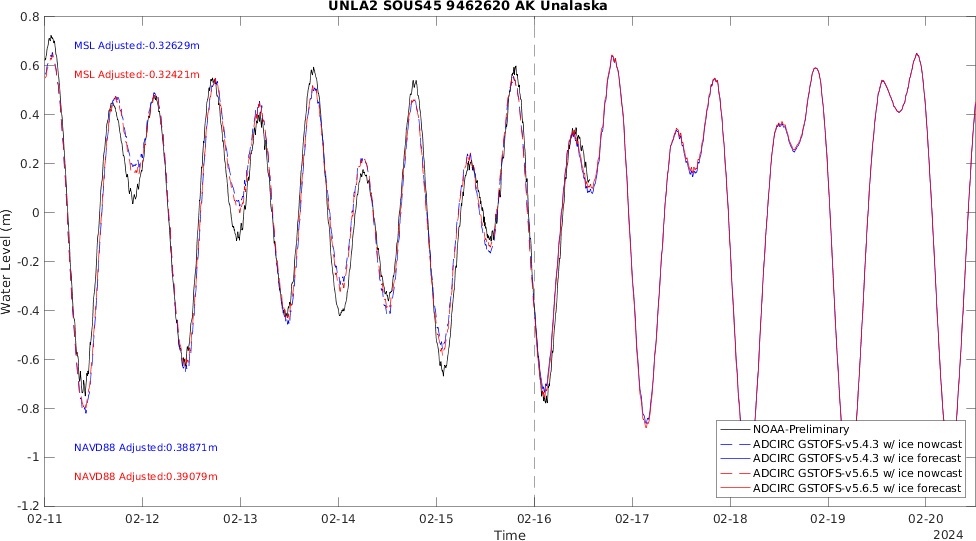 UNLA2 SOUS45 9462620 AK Unalaska
0.8
0.6
0.4
0.2
0
-0.2
-0.4
-0.6
-0.8
-1
-1.2
Water Level (m)
MSL Adjusted:-0.32629m
MSL Adjusted:-0.32421m
NAVD88 Adjusted:0.38871m
NAVD88 Adjusted:0.39079m
NOAA-Preliminary
ADCIRC GSTOFS-v5.4.3 w/ ice nowcast
ADCIRC GSTOFS-v5.4.3 w/ ice forecast
ADCIRC GSTOFS-v5.6.5 w/ ice nowcast
ADCIRC GSTOFS-v5.6.5 w/ ice forecast
02-11 02-12 02-13 02-14 02-15 02-16 02-17 02-18 02-19 02-20
Time
2024